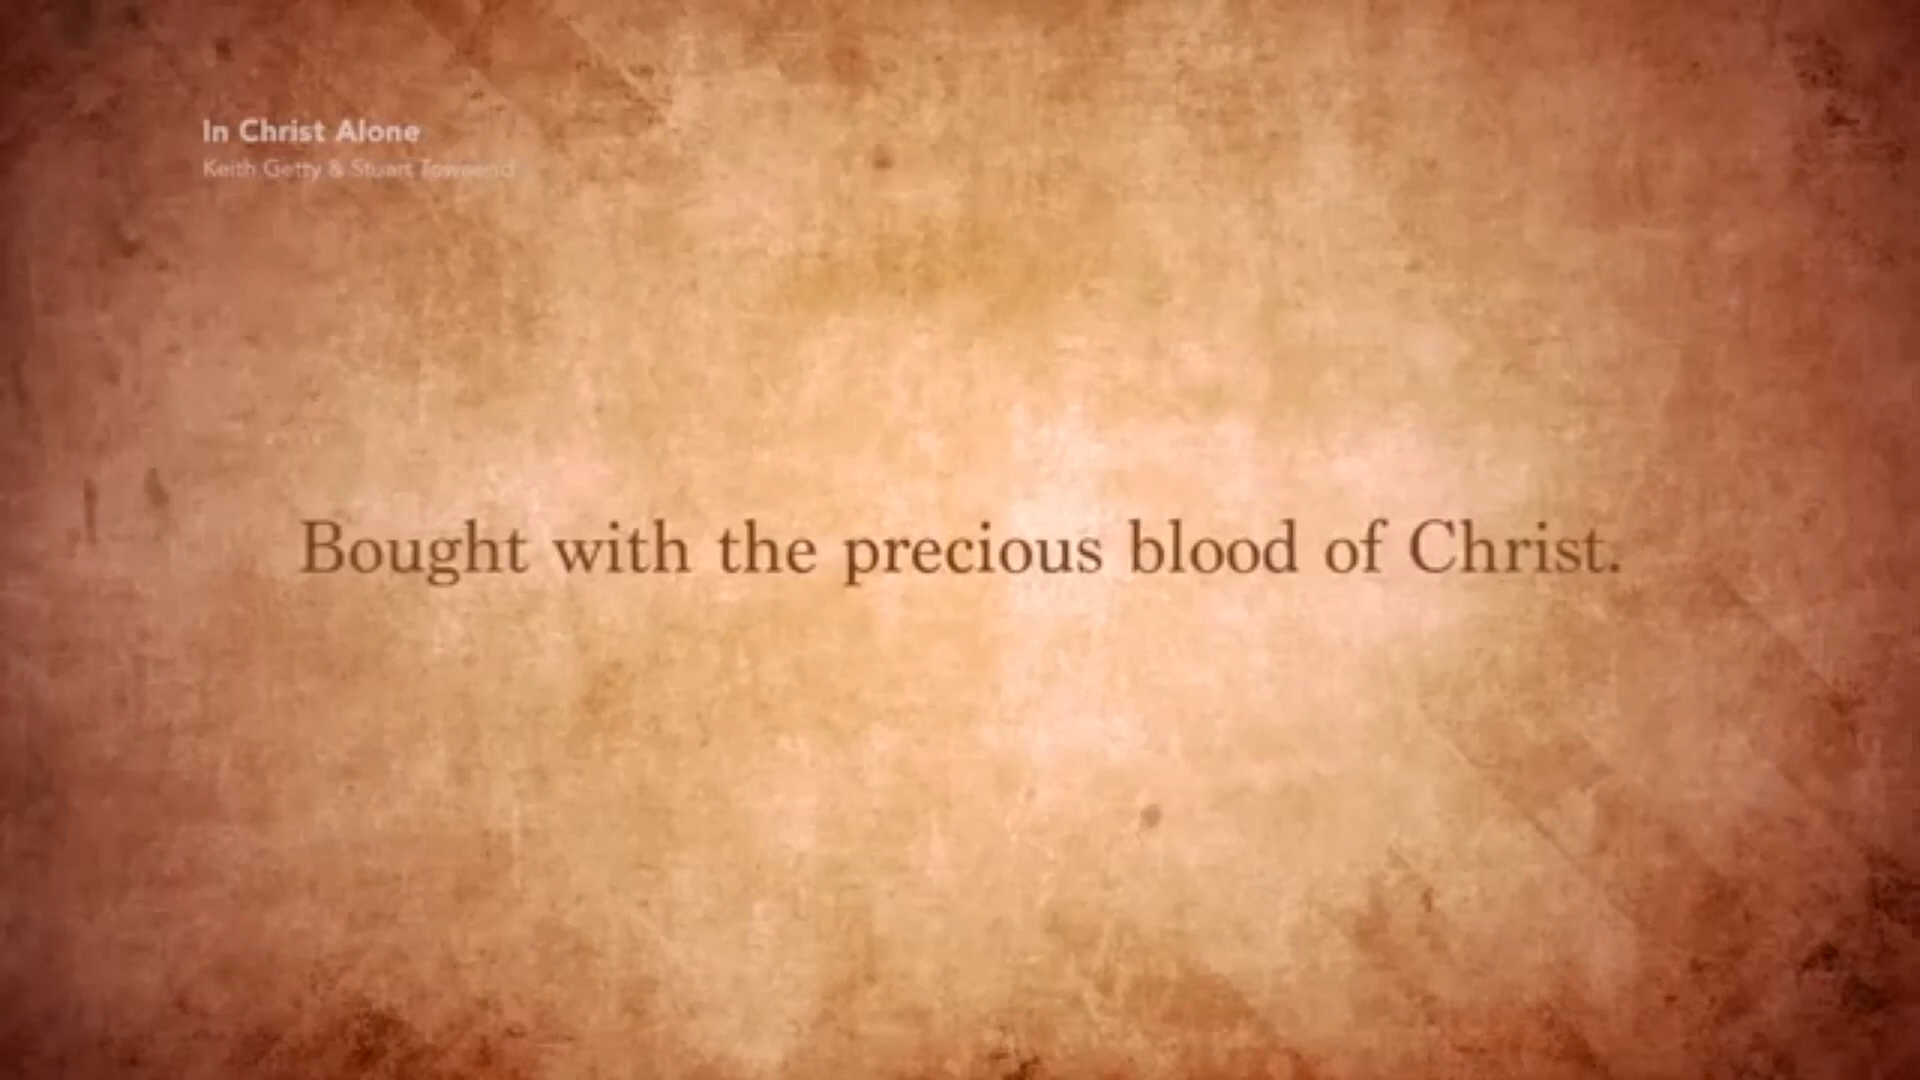 In Christ Alone
Keith Getty & Stuart Townend
Bought with the precious blood of Christ.